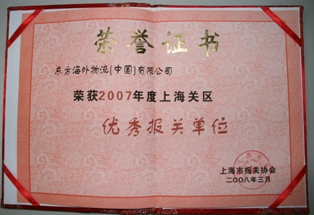 荣誉证书
东方海外物流(中国)有限公司
荣获2007年度上海关区
优秀报关单位
上海市报关协会
二00八年三月